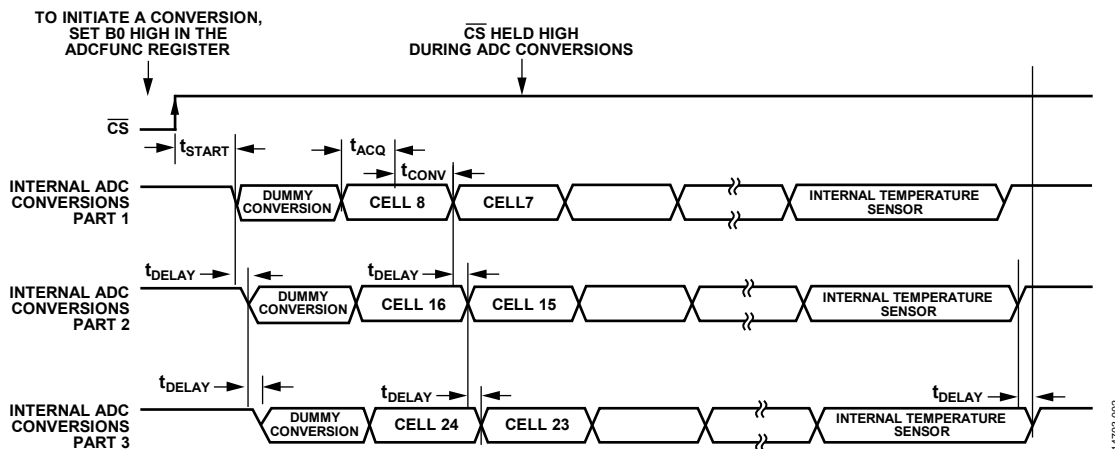 TO INITIATE A CONVERSION,
SET B0 HIGH IN THE
ADCFUNC REGISTER
CS HELD HIGH
DURING ADC CONVERSIONS
CS
tSTART
tACQ
tCONV
INTERNAL ADC
CONVERSIONS
PART 1
DUMMY
CONVERSION
CELL 8
CELL7
INTERNAL TEMPERATURE
SENSOR
tDELAY
tDELAY
INTERNAL ADC
CONVERSIONS
PART 2
DUMMY
CONVERSION
CELL 16
CELL 15
INTERNAL TEMPERATURE
SENSOR
tDELAY
tDELAY
tDELAY
INTERNAL ADC
CONVERSIONS
PART 3
DUMMY
CONVERSION
CELL 24
CELL 23
INTERNAL TEMPERATURE
SENSOR